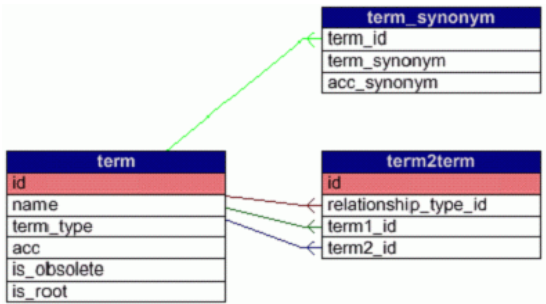 term_synonym
term_id
term_synonym
acc_synonym
term
id
name
term_type
acc
is_obsolete
is_root
term2term
id
relationship_type_id
term1_id
term2_id